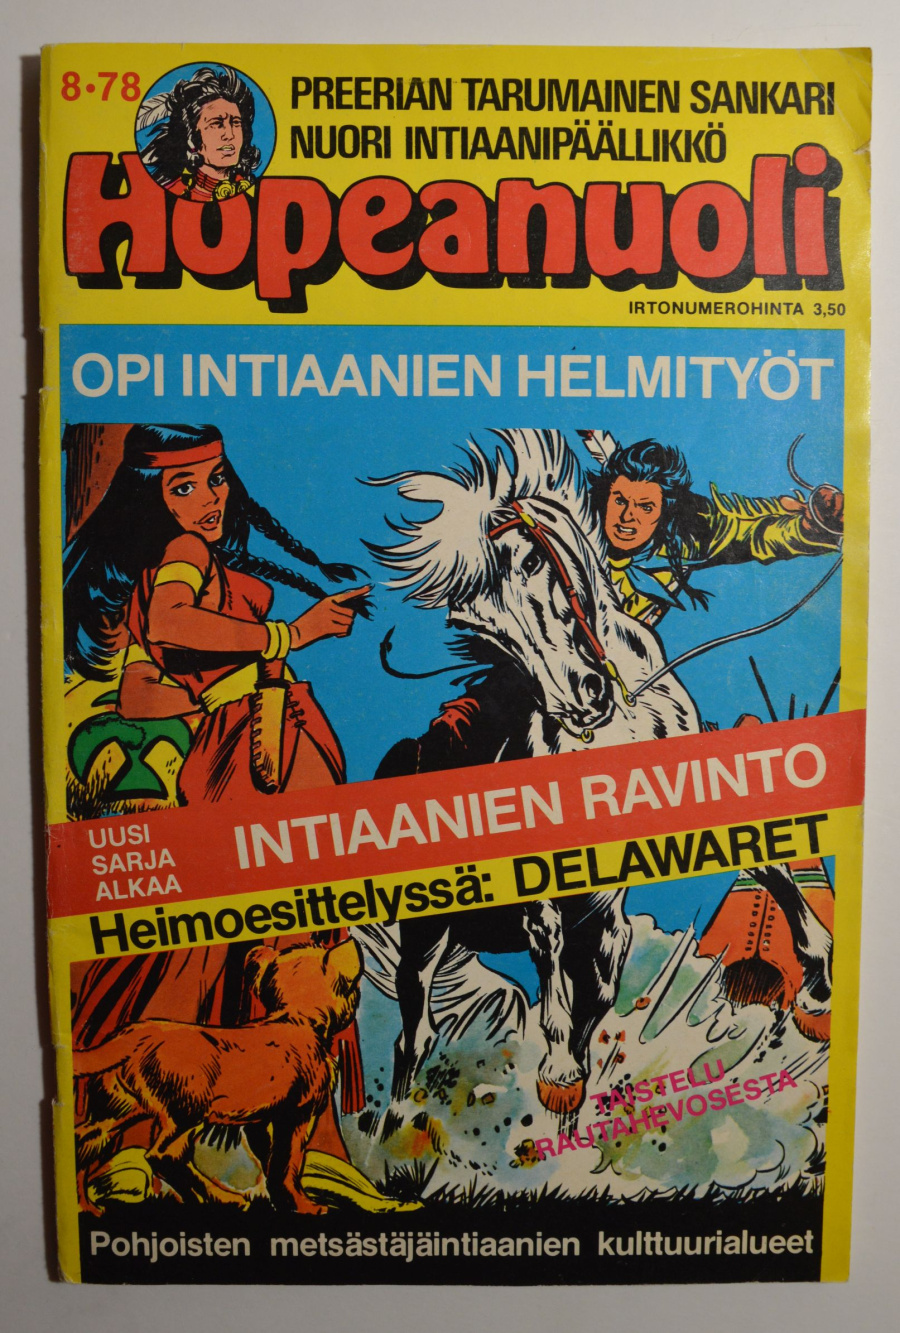 8•78
PREERIAN TARUMAINEN SANKARI
NUORI INTIAANIPÄÄLLIKKÖ
Hopeanuoli
IRTONUMEROHINTA 3,50
OPI INTIAANIEN HELMITYÖT
UUSI
SARJA
ALKAA
INTIAANIEN RAVINTO
Heimoesittelyssä: DELAWARET
TAISTELU
RAUTAHEVOSESTA
Pohjoisten metsästäjäintiaanien kulttuurialueet